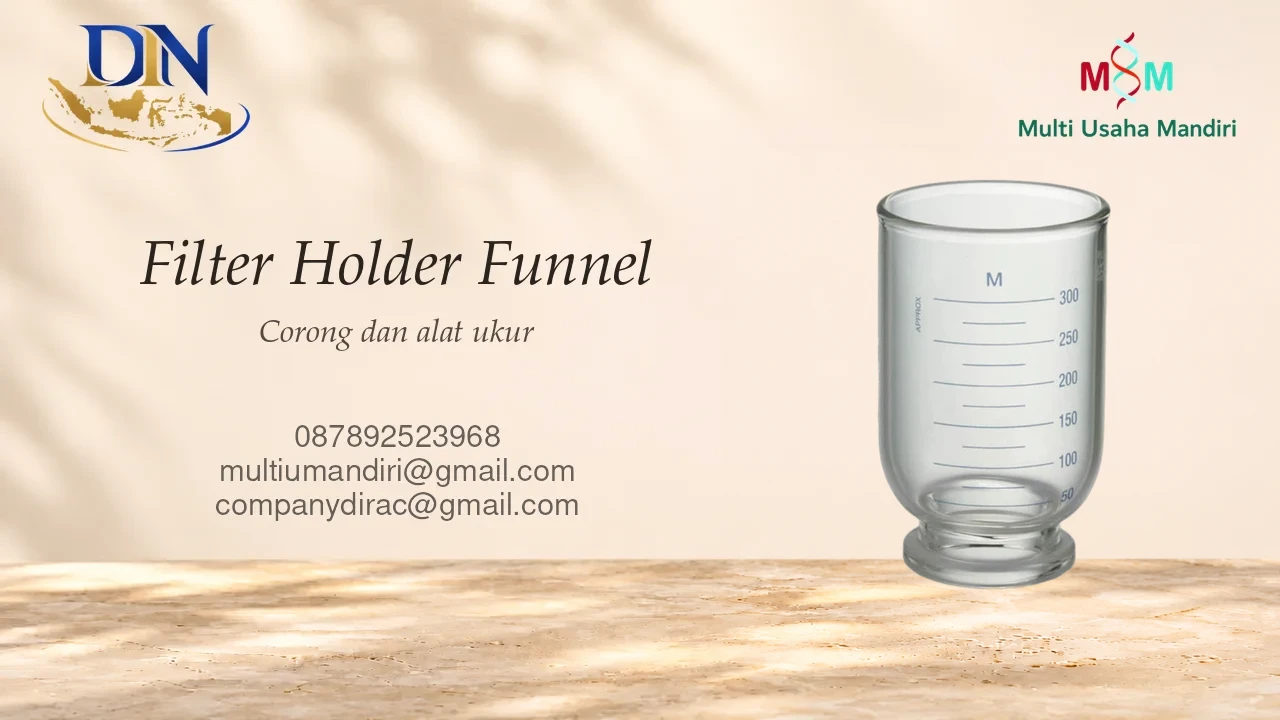 DIN
MSM
Multi Usaha Mandiri
Filter Holder Funnel
Corong dan alat ukur
087892523968
multiumandiri@gmail.com
companydirac@gmail.com
M
APPROX
300
250
200
150
100
50